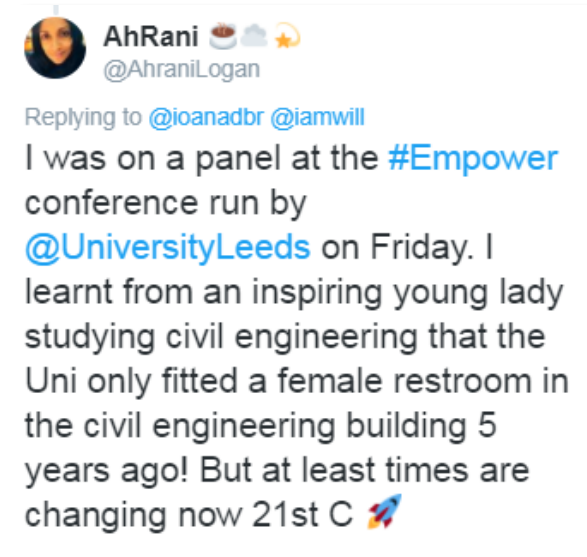 AhRani ☕☁️💫
@AhraniLogan
Replying to @ioanadbr @iamwill
I was on a panel at the #Empower
conference run by
@UniversityLeeds on Friday. I
learnt from an inspiring young lady
studying civil engineering that the
Uni only fitted a female restroom in
the civil engineering building 5
years ago! But at least times are
changing now 21st C 🚀